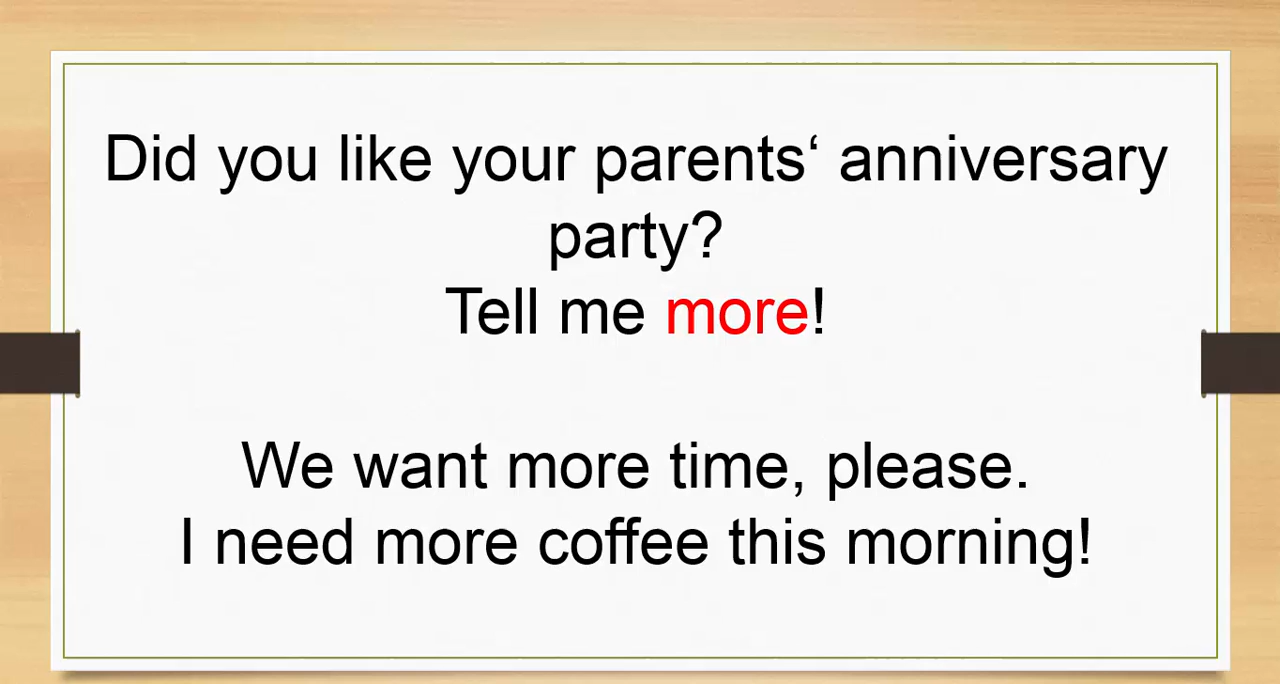 Did you like your parents‘ anniversary
party?
Tell me more!
We want more time, please.
I need more coffee this morning!